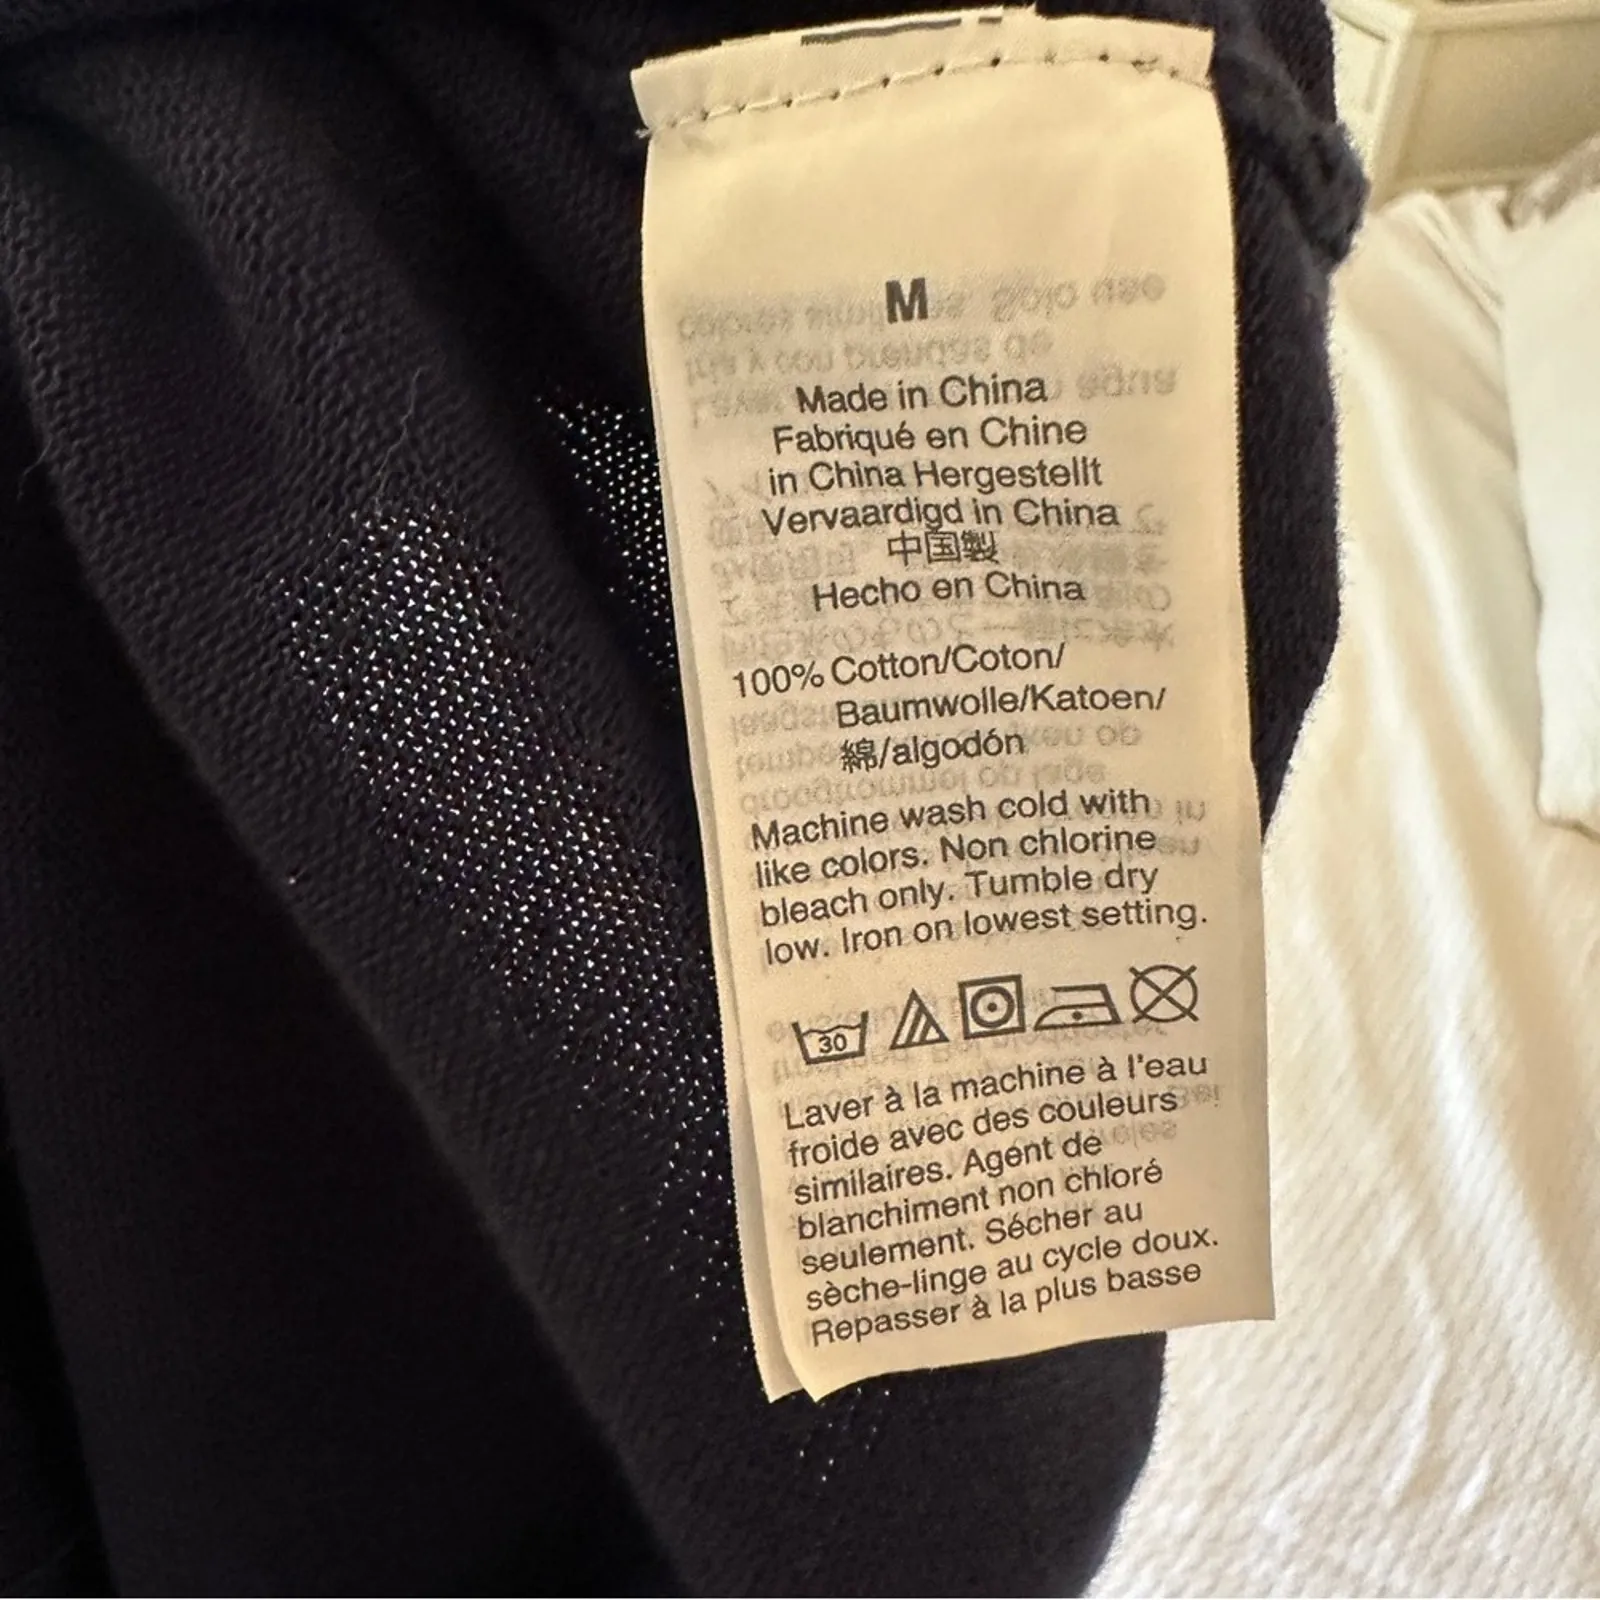 M
Made in China
Fabriqué en Chine
in China Hergestellt
Vervaardigd in China
中国製
Hecho en China
100% Cotton/Coton/
Baumwolle/Katoen/
綿/algodón
Machine wash cold with
like colors. Non chlorine
bleach only. Tumble dry
low. Iron on lowest setting.
30
Laver à la machine à l'eau
froide avec des couleurs
similaires. Agent de
blanchiment non chloré
seulement. Sécher au
sèche-linge au cycle doux.
Repasser à la plus basse